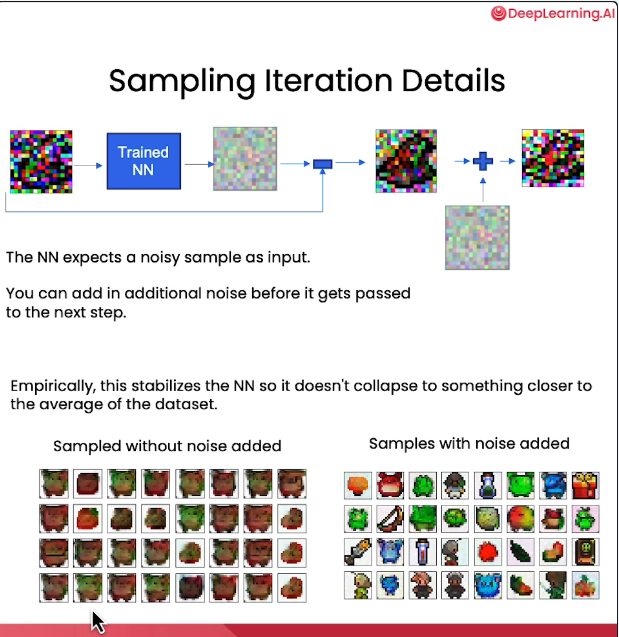 DeepLearning.AI
Sampling Iteration Details
Trained
NN
The NN expects a noisy sample as input.
You can add in additional noise before it gets passed
to the next step.
Empirically, this stabilizes the NN so it doesn't collapse to something closer to
the average of the dataset.
Sampled without noise added
Samples with noise added